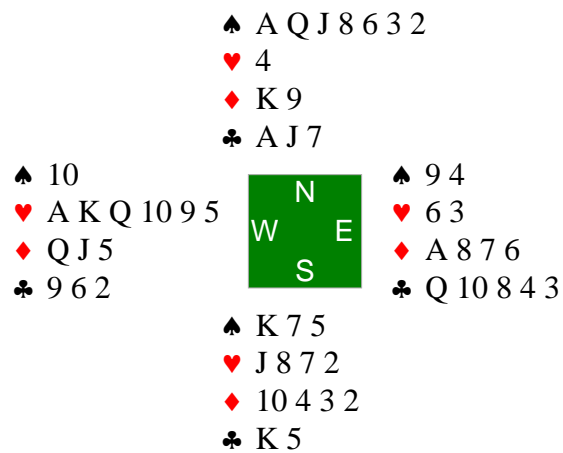 ♠ A Q J 8 6 3 2
♥ 4
♦ K 9
♣ A J 7
♠ 10
♥ A K Q 10 9 5
♦ Q J 5
♣ 9 6 2
N
W E
S
♠ 9 4
♥ 6 3
♦ A 8 7 6
♣ Q 10 8 4 3
♠ K 7 5
♥ J 8 7 2
♦ 10 4 3 2
♣ K 5